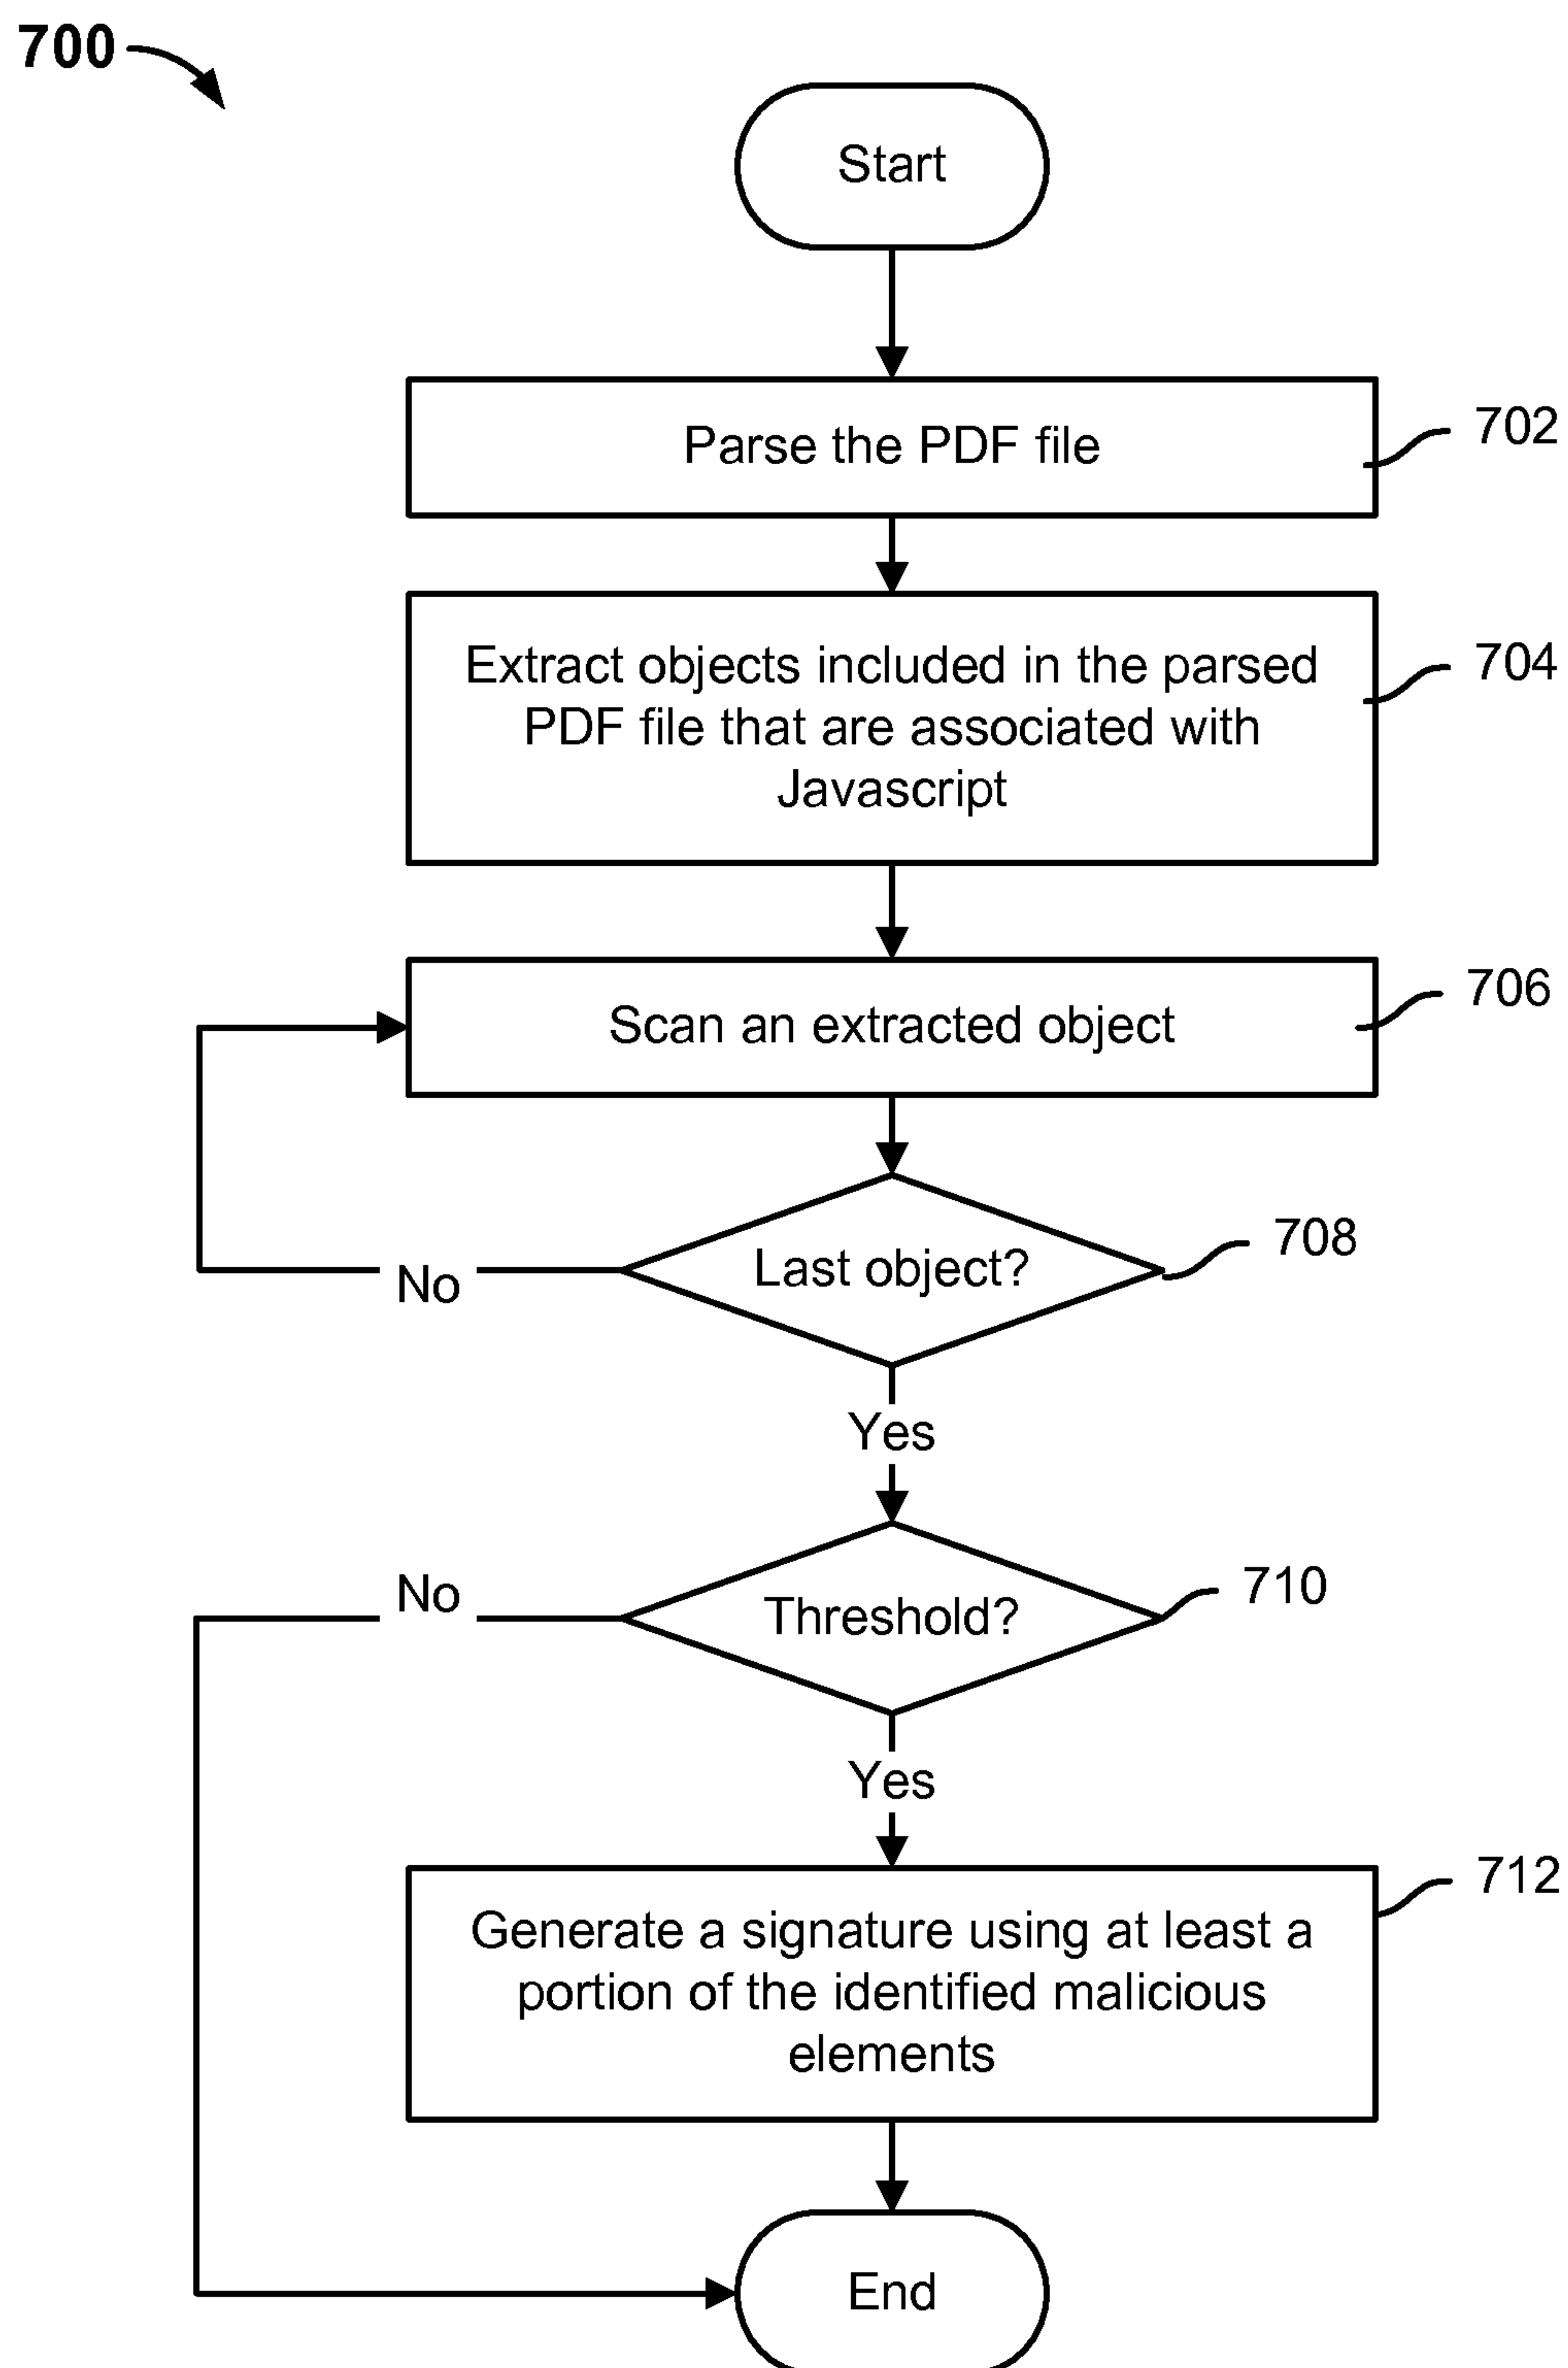 700
Start
Parse the PDF file
702
Extract objects included in the parsed
PDF file that are associated with
Javascript
704
Scan an extracted object
706
Last object?
708
No
Yes
Threshold?
710
No
Yes
Generate a signature using at least a
portion of the identified malicious
elements
712
End